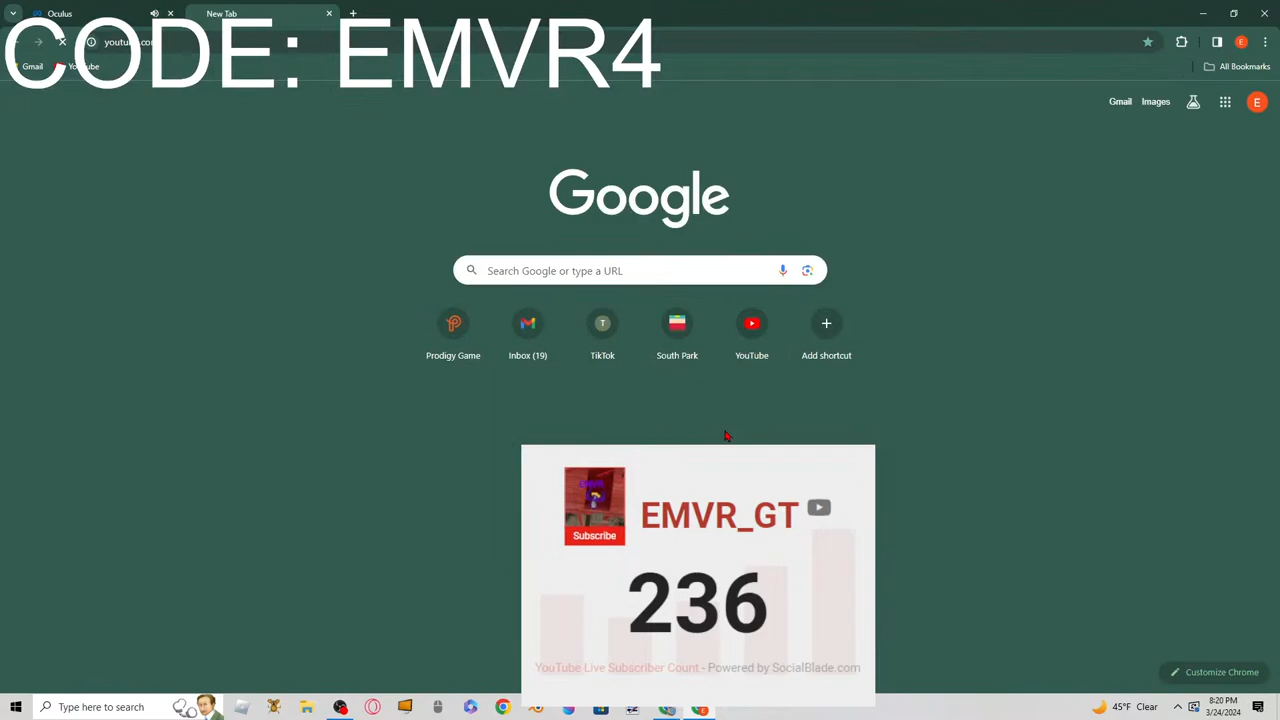 Oculus
New Tab
CODE: EMVR4
Gmail
YouTube
All Bookmarks
Gmail Images
E
Google
Search Google or type a URL
Prodigy Game
Inbox (19)
T
TikTok
South Park
YouTube
Add shortcut
EMVR
Subscribe
EMVR_GT
236
YouTube Live Subscriber Count - Powered by SocialBlade.com
Customize Chrome
Type here to search
45°F Clear
8:20 PM
3/24/2024